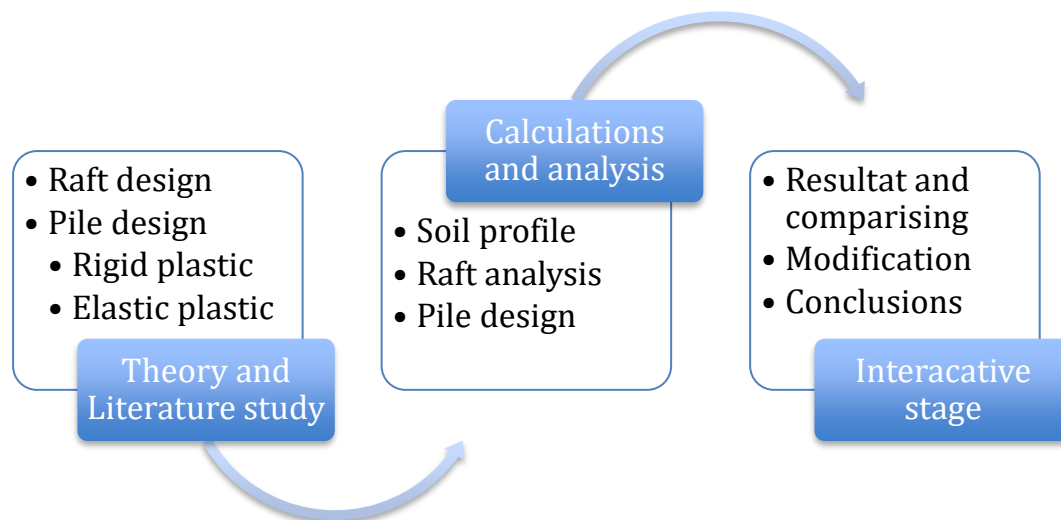 • Raft design
• Pile design
• Rigid plastic
• Elastic plastic
Theory and
Literature study
Calculations
and analysis
• Soil profile
• Raft analysis
• Pile design
• Resultat and
comparising
• Modification
• Conclusions
Interacative
stage